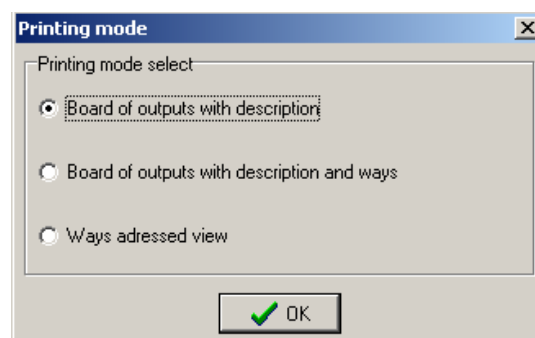 Printing mode
Printing mode select
Board of outputs with description
Board of outputs with description and ways
Ways adressed view
OK